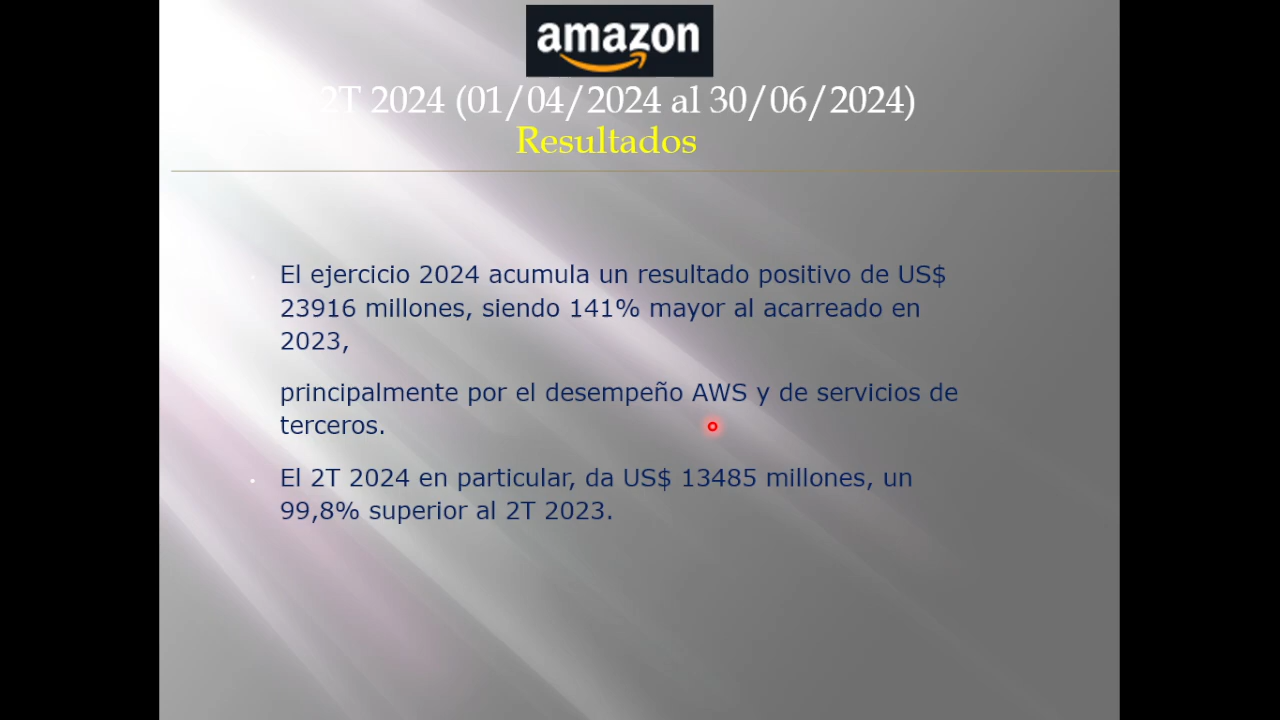 amazon
2T 2024 (01/04/2024 al 30/06/2024)
Resultados
El ejercicio 2024 acumula un resultado positivo de US$
23916 millones, siendo 141% mayor al acarreado en
2023,
principalmente por el desempeño AWS y de servicios de
terceros.
El 2T 2024 en particular, da US$ 13485 millones, un
99,8% superior al 2T 2023.